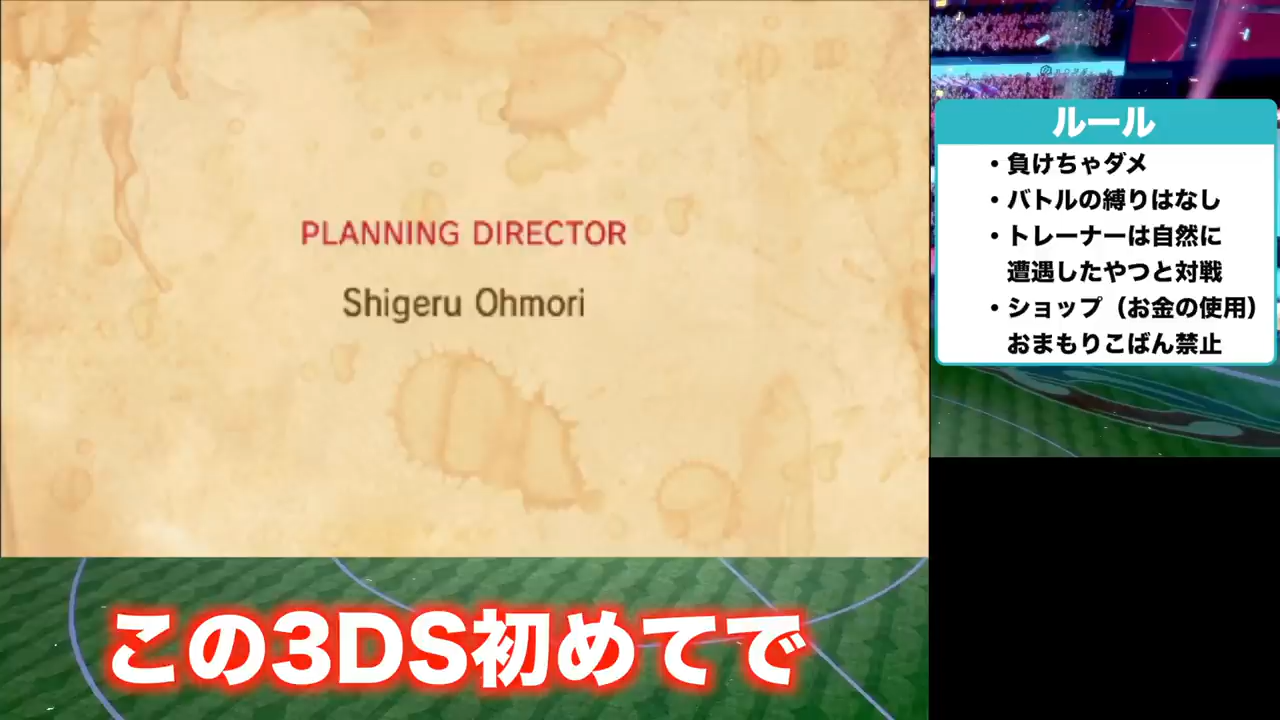 PLANNING DIRECTOR
Shigeru Ohmori
ルール
・負けちゃダメ
・バトルの縛りはなし
・トレーナーは自然に
遭遇したやつと対戦
・ショップ（お金の使用）
おまもりこばん禁止
この3DS初めてで